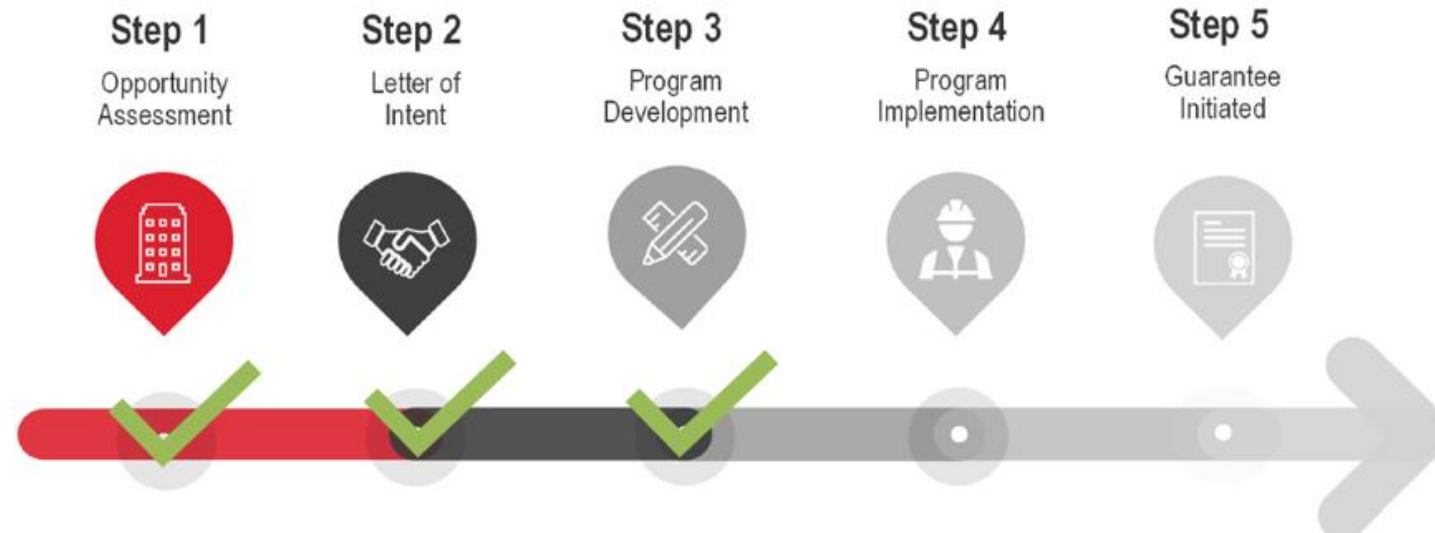 Step 1
Opportunity
Assessment
Step 2
Letter of
Intent
Step 3
Program
Development
Step 4
Program
Implementation
Step 5
Guarantee
Initiated